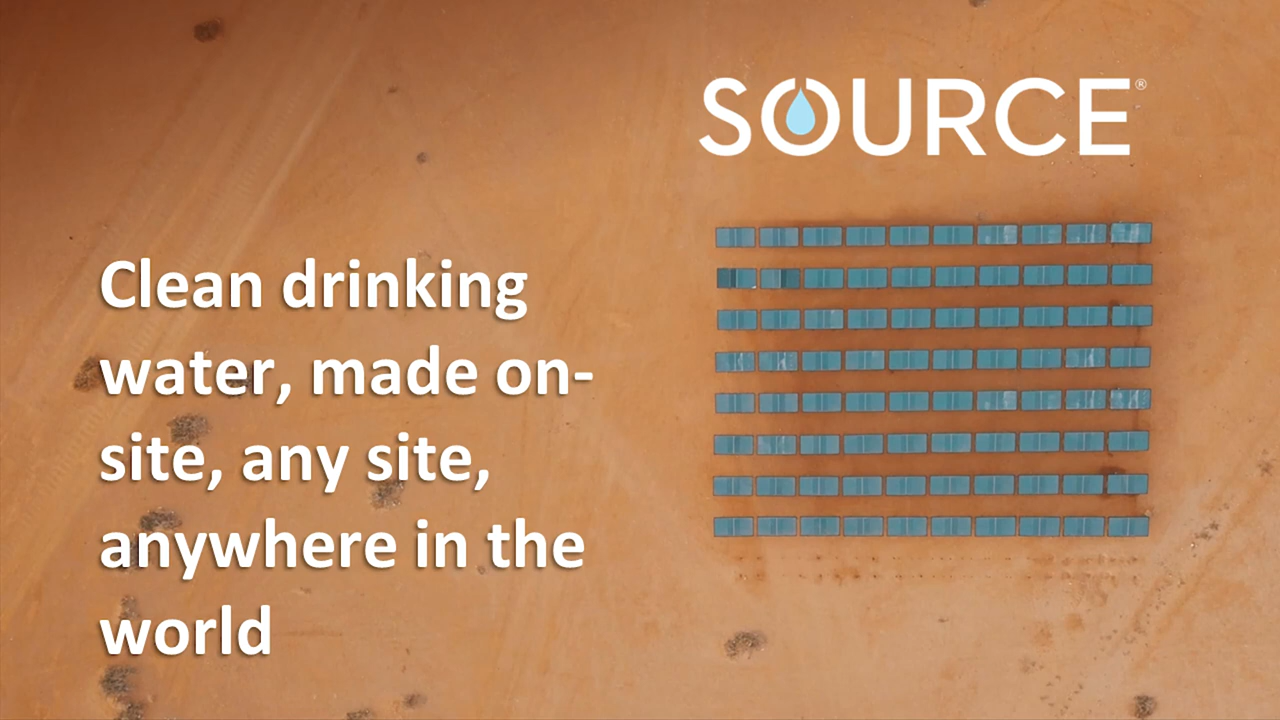 SOURCE®
Clean drinking
water, made on-
site, any site,
anywhere in the
world